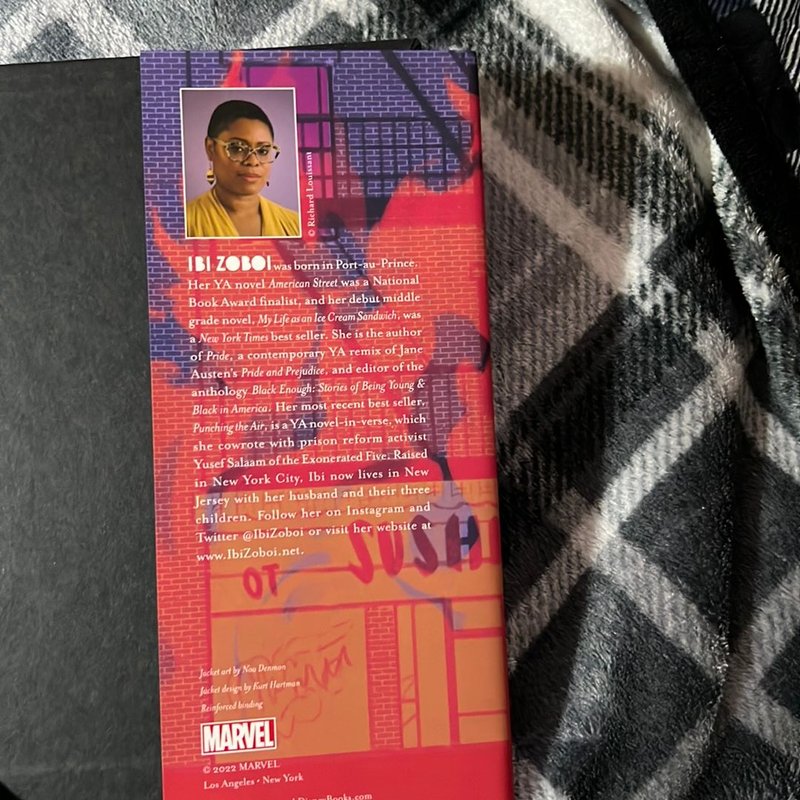 © Richard Louissant
IBI ZOBOI was born in Port-au-Prince.
Her YA novel American Street was a National
Book Award finalist, and her debut middle
grade novel, My Life as an Ice Cream Sandwich, was
a New York Times best seller. She is the author
of Pride, a contemporary YA remix of Jane
Austen's Pride and Prejudice, and editor of the
anthology Black Enough: Stories of Being Young &
Black in America. Her most recent best seller,
Punching the Air, is a YA novel-in-verse, which
she cowrote with prison reform activist
Yusef Salaam of the Exonerated Five. Raised
in New York City, Ibi now lives in New
Jersey with her husband and their three
children. Follow her on Instagram and
Twitter @IbiZoboi or visit her website at
www.IbiZoboi.net.
TO
Jacket art by Noa Denmon
Jacket design by Kurt Hartman
Reinforced binding
MARVEL
© 2022 MARVEL
Los Angeles • New York
DisneyBooks.com